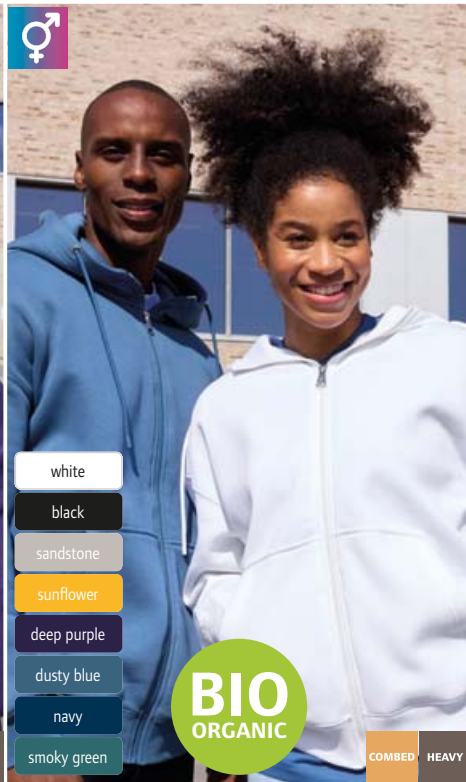 white
black
sandstone
sunflower
deep purple
dusty blue
navy
smoky green
BIO
ORGANIC
COMBED HEAVY